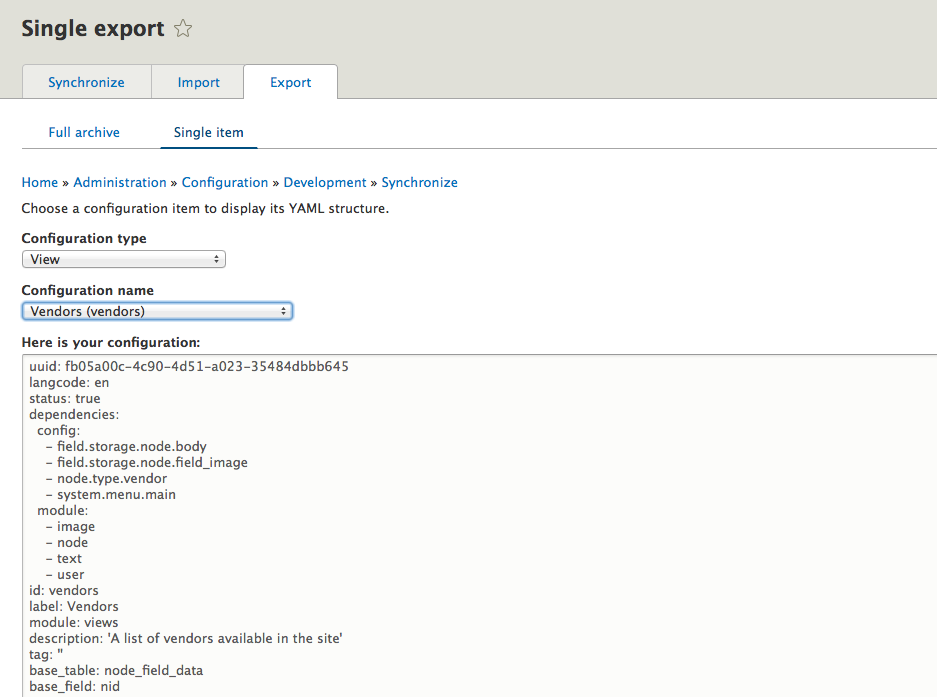 Single export
Synchronize Import Export
Full archive Single item
Home » Administration » Configuration » Development » Synchronize
Choose a configuration item to display its YAML structure.
Configuration type
View
Configuration name
Vendors (vendors)
Here is your configuration:
uuid: fb05a00c-4c90-4d51-a023-35484dbbb645
langcode: en
status: true
dependencies:
  config:
    - field.storage.node.body
    - field.storage.node.field_image
    - node.type.vendor
    - system.menu.main
  module:
    - image
    - node
    - text
    - user
id: vendors
label: Vendors
module: views
description: 'A list of vendors available in the site'
tag: ''
base_table: node_field_data
base_field: nid